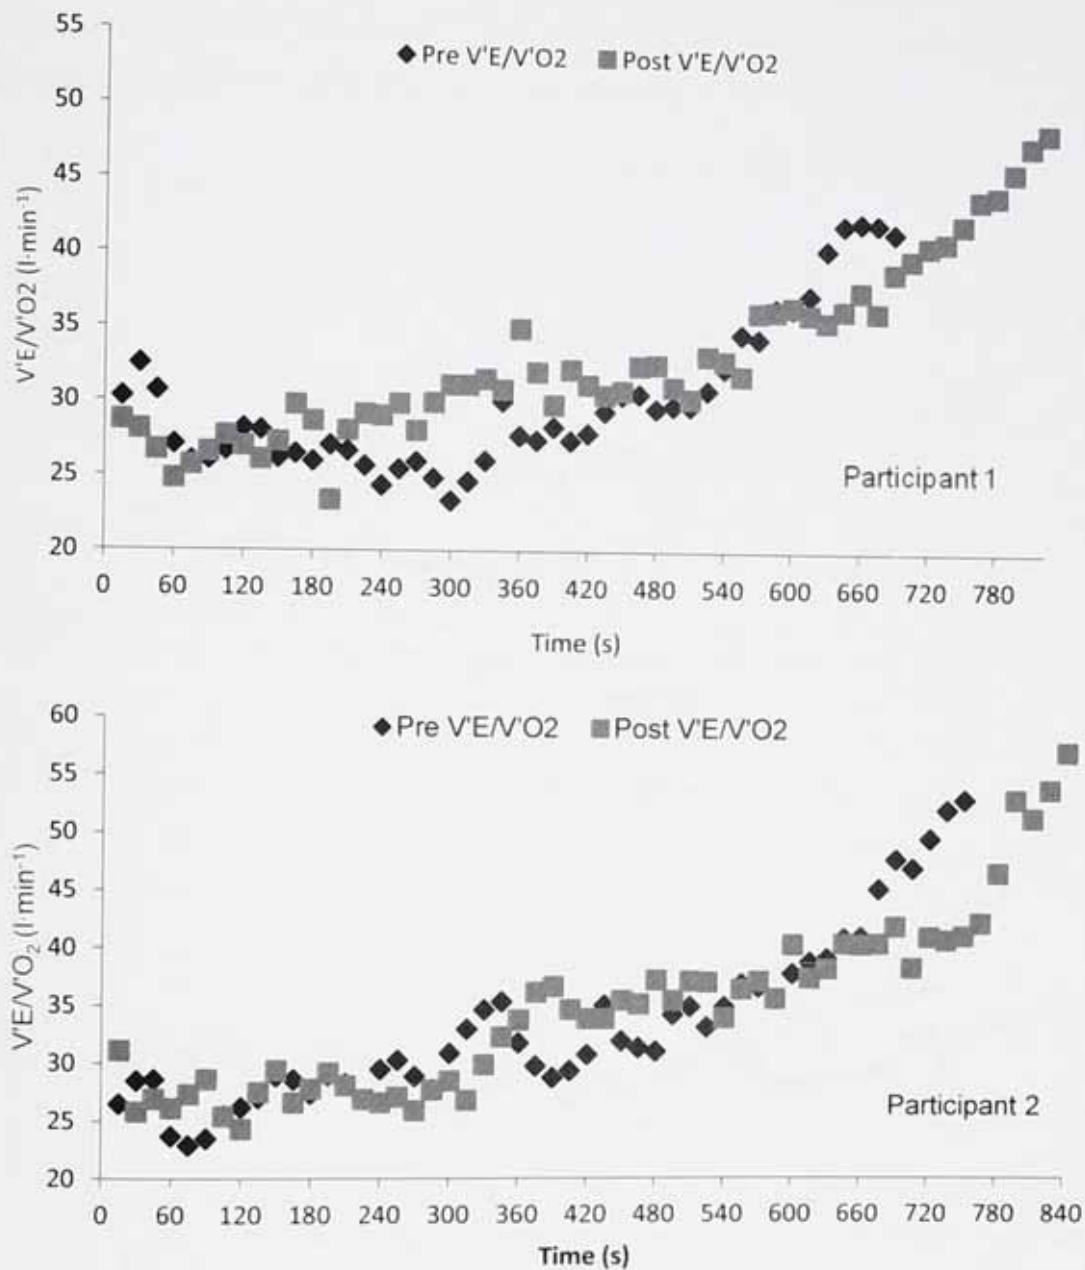 55
50
45
40
35
30
25
20
V'E/V'O2 (l·min⁻¹)
Pre V'E/V'O2 Post V'E/V'O2
Participant 1
0 60 120 180 240 300 360 420 480 540 600 660 720 780
Time (s)
60
55
50
45
40
35
30
25
20
V'E/V'O₂ (l·min⁻¹)
Pre V'E/V'O2 Post V'E/V'O2
Participant 2
0 60 120 180 240 300 360 420 480 540 600 660 720 780 840
Time (s)